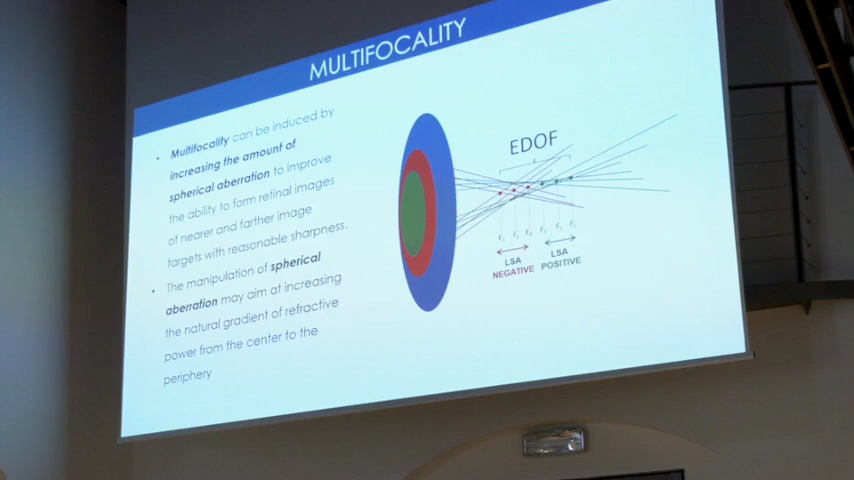 MULTIFOCALITY
• Multifocality can be induced by
increasing the amount of
spherical aberration to improve
the ability to form retinal images
of nearer and farther image
targets with reasonable sharpness.
• The manipulation of spherical
aberration may aim at increasing
the natural gradient of refractive
power from the center to the
periphery
EDOF
LSA
NEGATIVE
LSA
POSITIVE